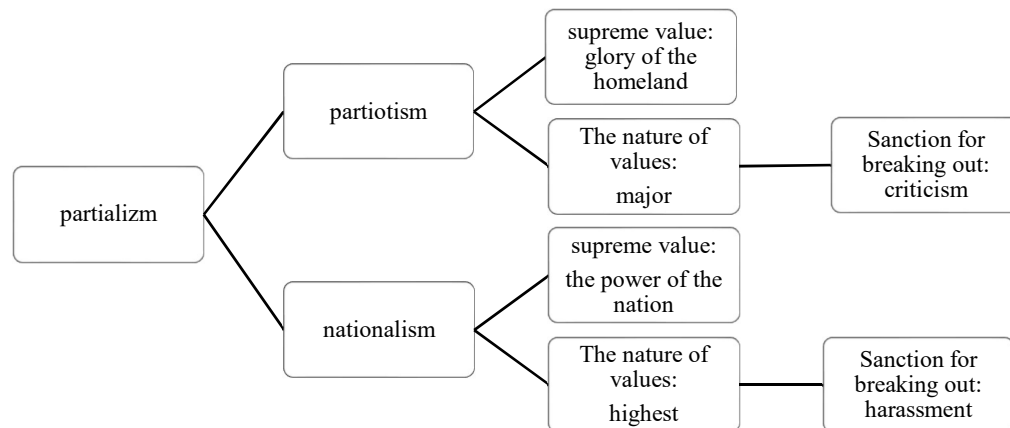 partializm
partiotism
supreme value:
glory of the
homeland
The nature of
values:
major
Sanction for
breaking out:
criticism
nationalism
supreme value:
the power of the
nation
The nature of
values:
highest
Sanction for
breaking out:
harassment